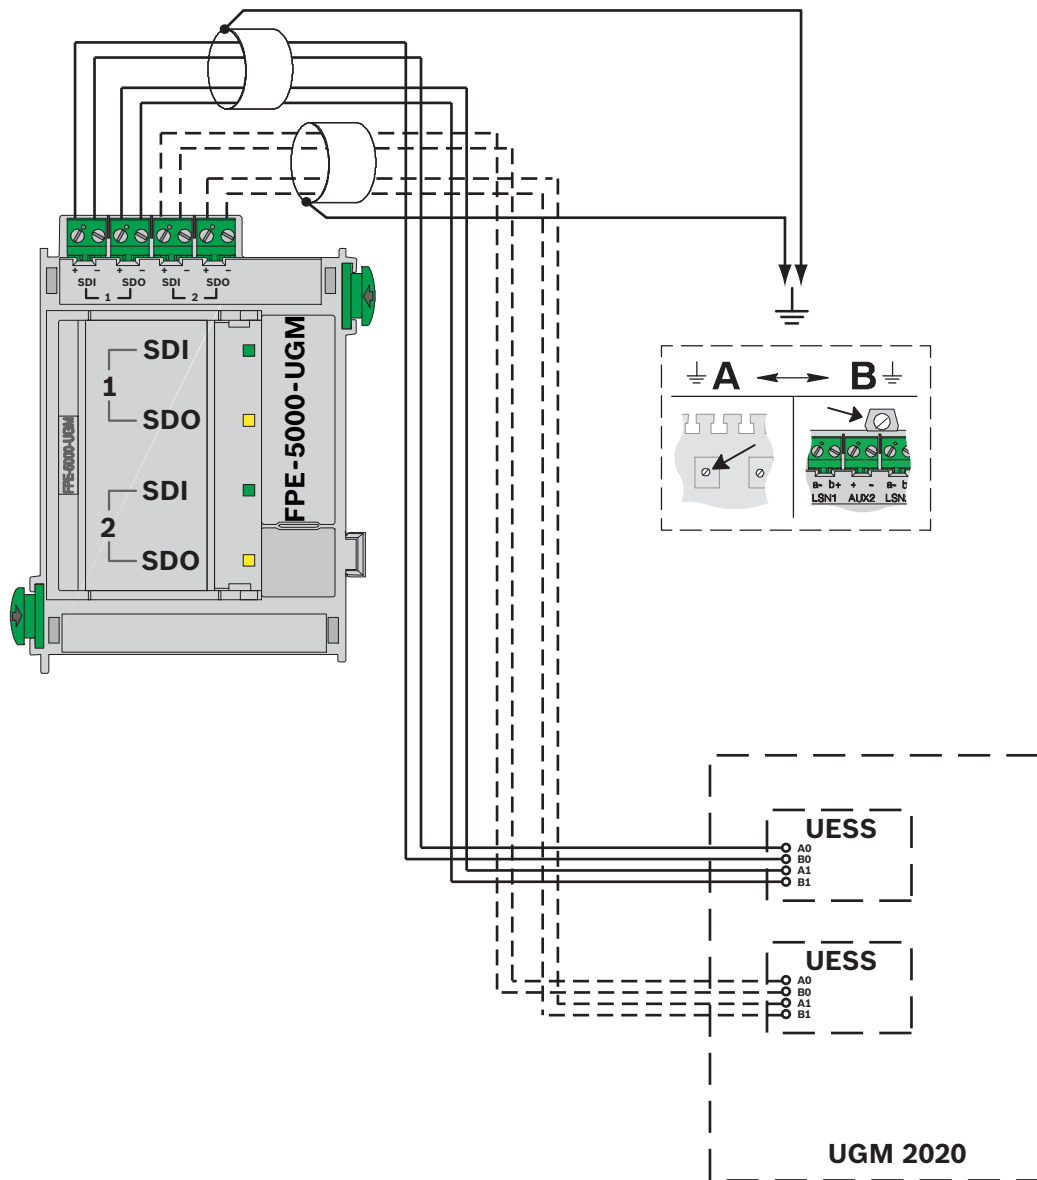 + - + - + - + -
SDI SDO SDI SDO
1 2
FPE-5000-UGM
FPE-5000-UGM
SDI
1
SDO
SDI
2
SDO
A B
a- b+ + - a- b
LSN1 AUX2 LSN
UESS
A0
B0
A1
B1
UESS
A0
B0
A1
B1
UGM 2020